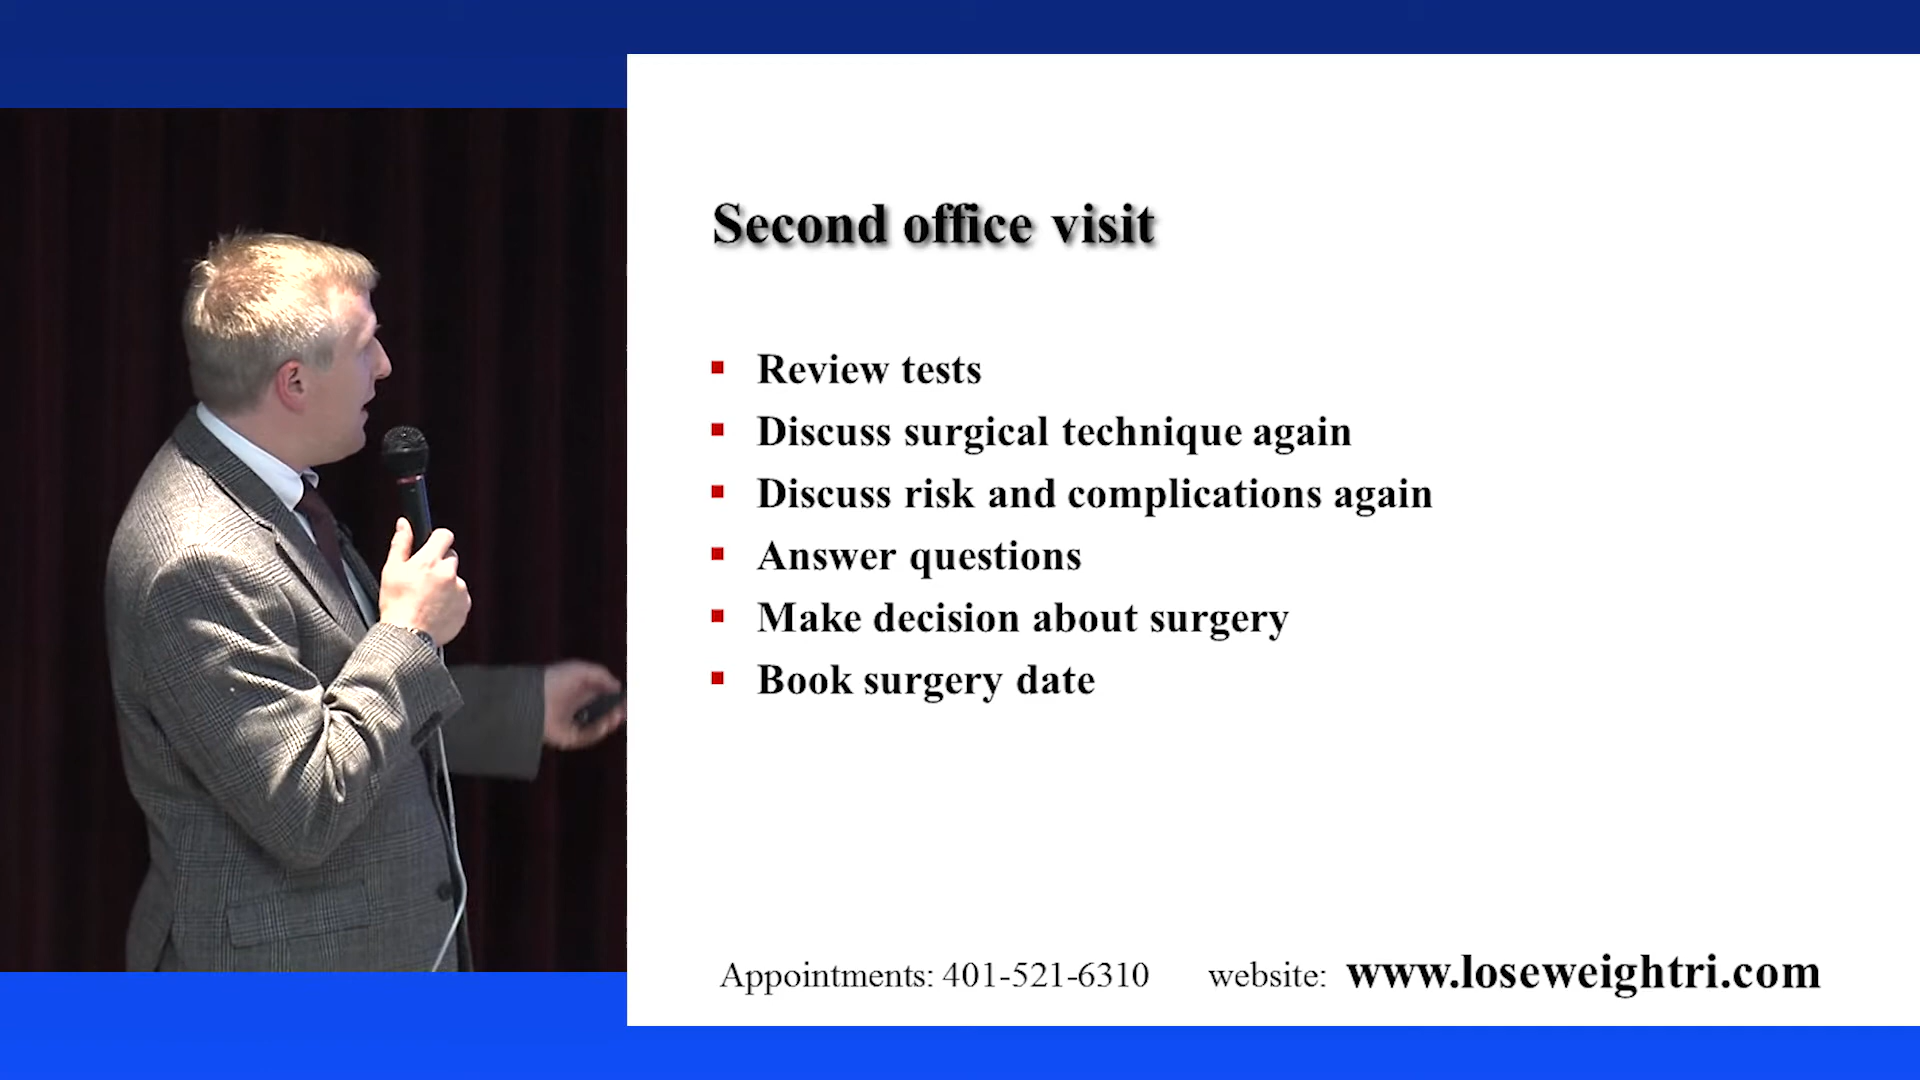 Second office visit
Review tests
Discuss surgical technique again
Discuss risk and complications again
Answer questions
Make decision about surgery
Book surgery date
Appointments: 401-521-6310 website: www.loseweightri.com